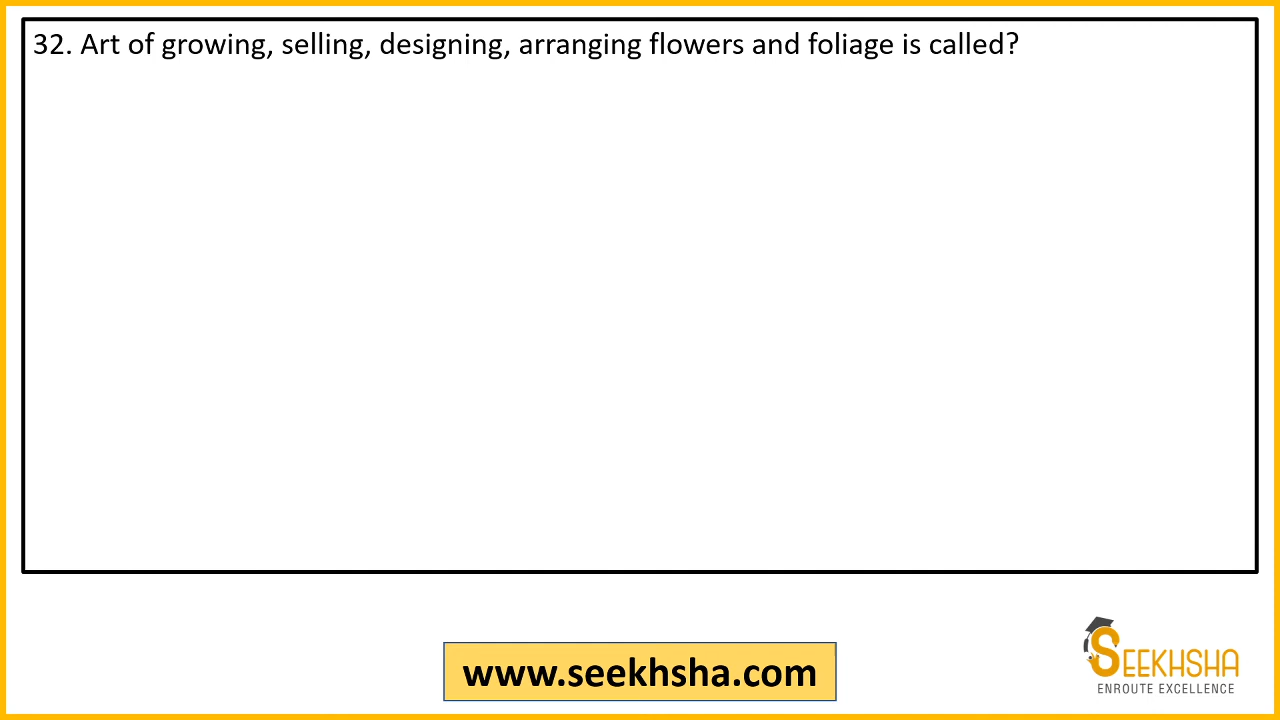 32. Art of growing, selling, designing, arranging flowers and foliage is called?
www.seekhsha.com
SEEKHSHA
ENROUTE EXCELLENCE